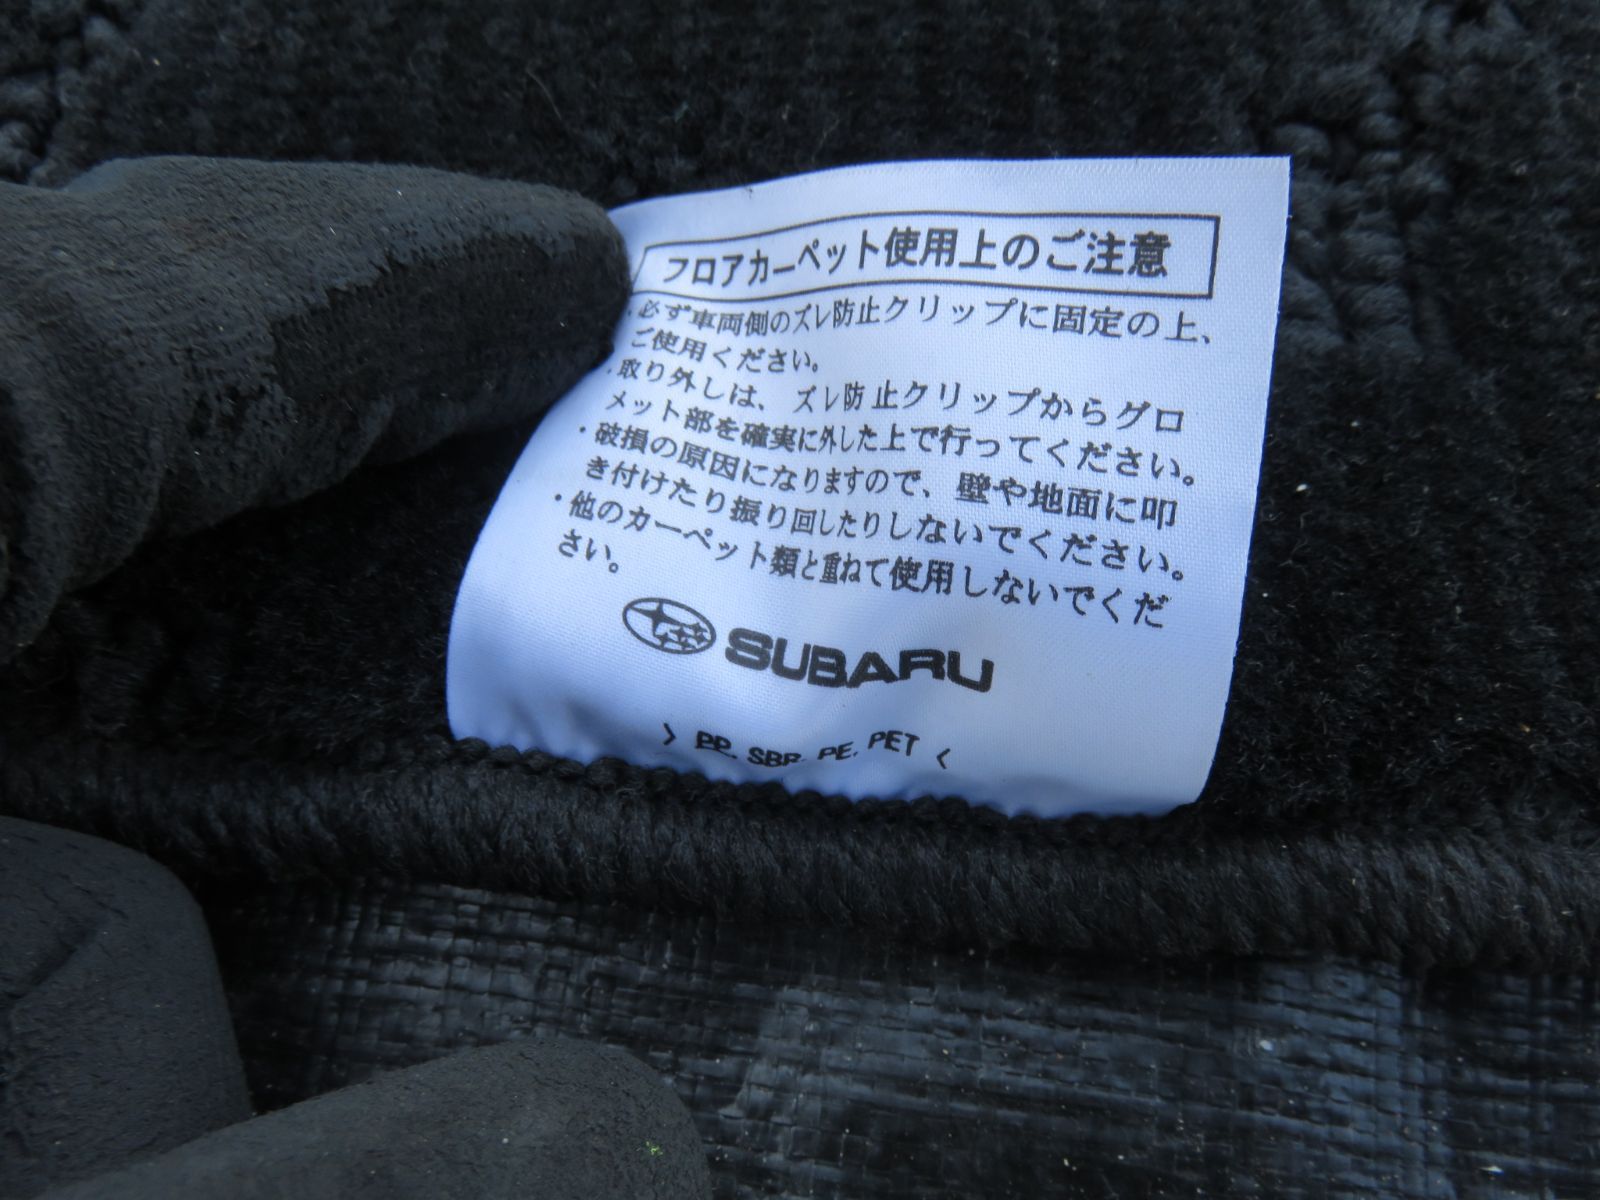 フロアカーペット使用上のご注意
・必ず車両側のズレ防止クリップに固定の上、
ご使用ください。
・取り外しは、ズレ防止クリップからグロ
メット部を確実に外した上で行ってください。
・破損の原因になりますので、壁や地面に叩
き付けたり振り回したりしないでください。
・他のカーペット類と重ねて使用しないでくだ
さい。
SUBARU
> PP, SBR, PE, PET <